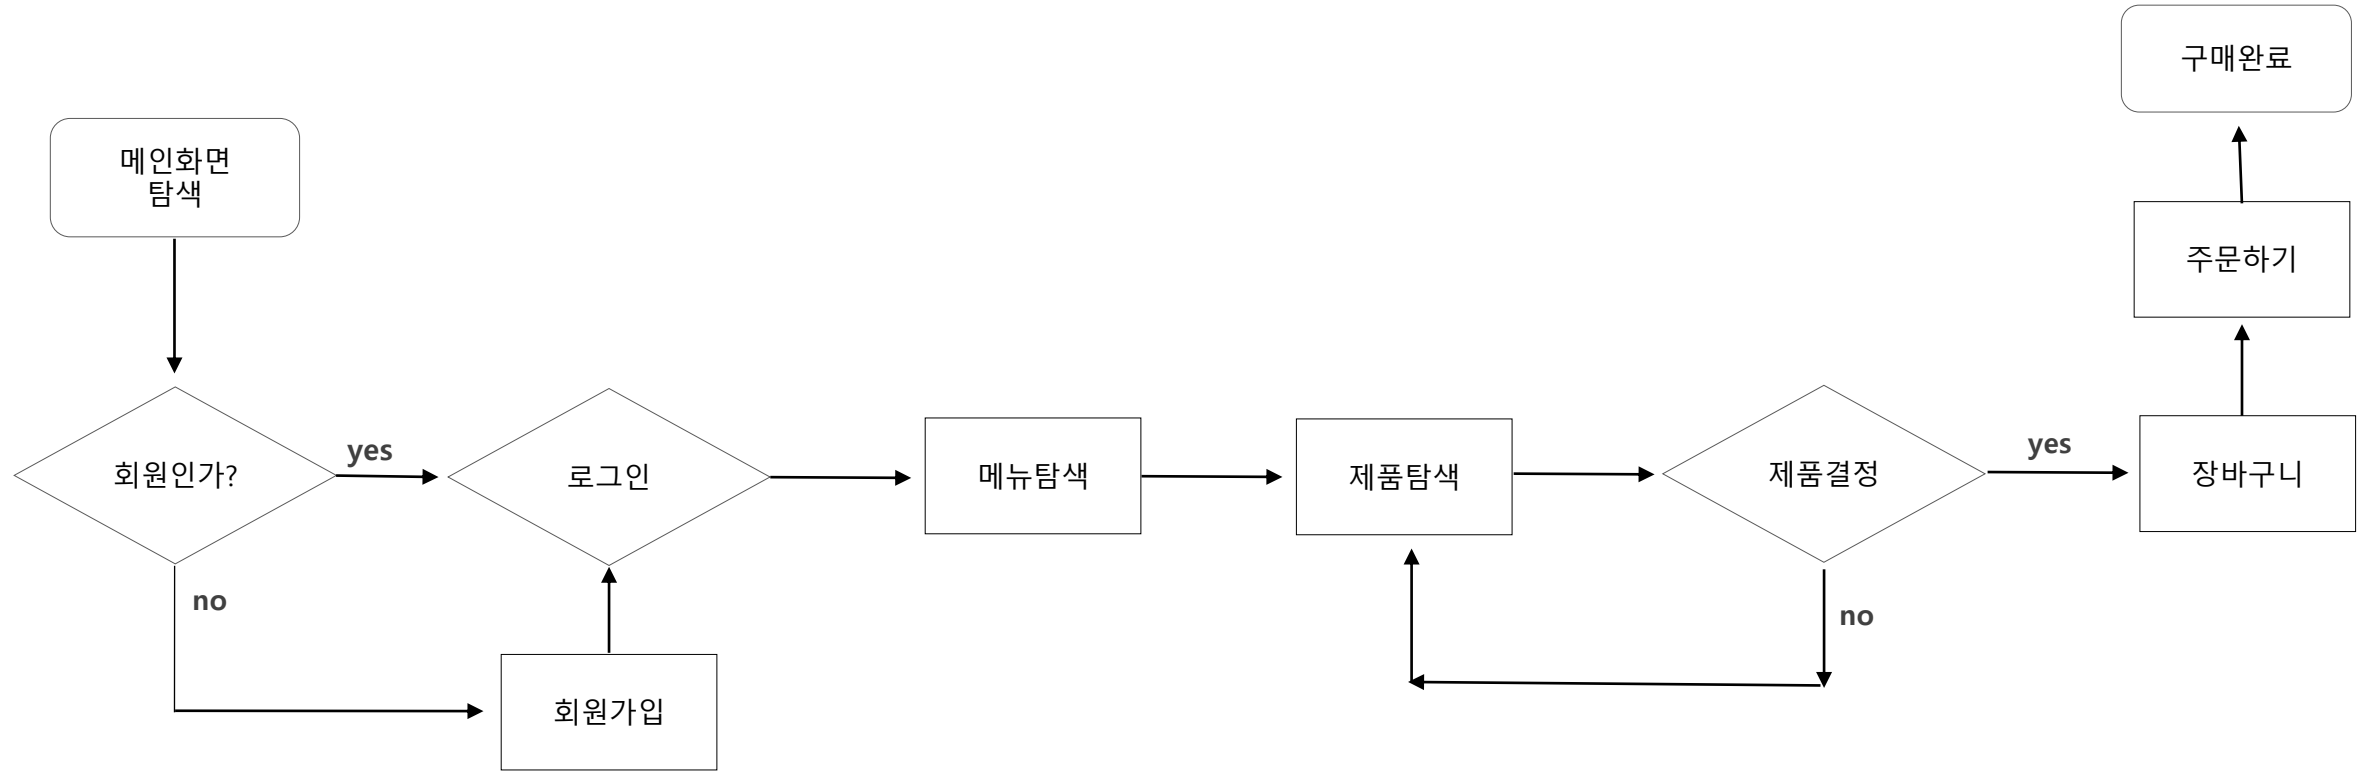 메인화면
탐색
회원인가?
yes
no
회원가입
로그인
메뉴탐색
제품탐색
제품결정
no
yes
장바구니
주문하기
구매완료